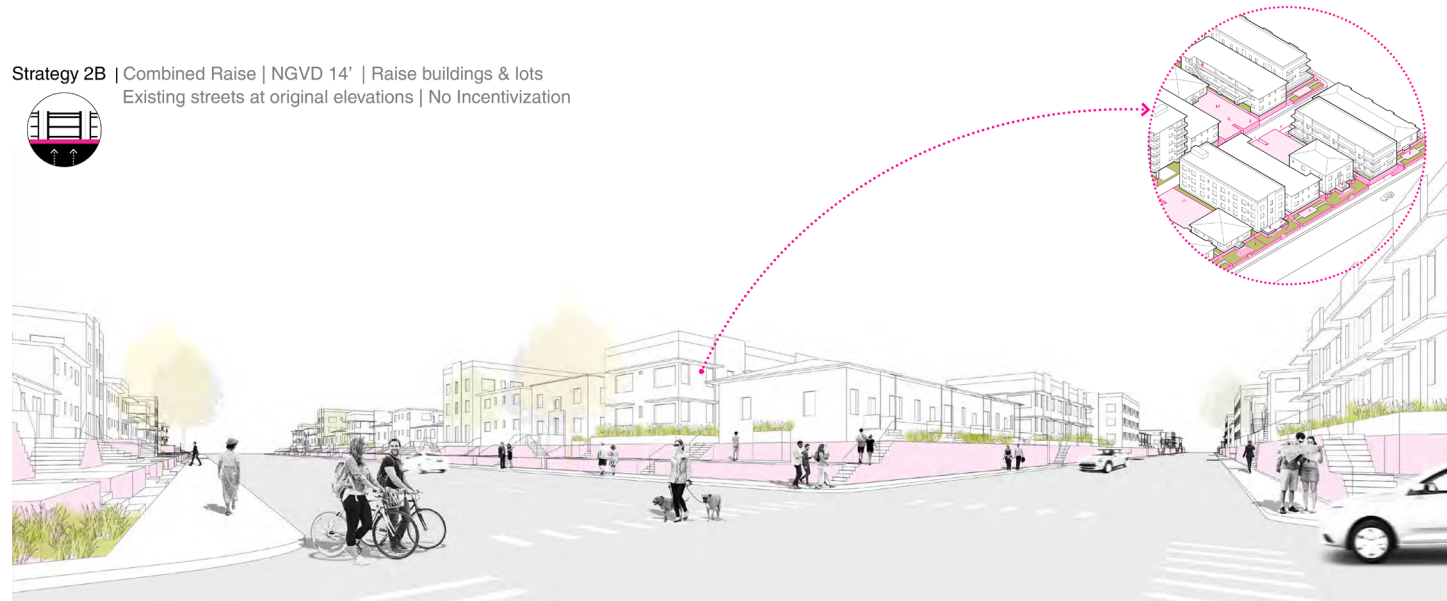 Strategy 2B | Combined Raise | NGVD 14' | Raise buildings & lots
Existing streets at original elevations | No Incentivization